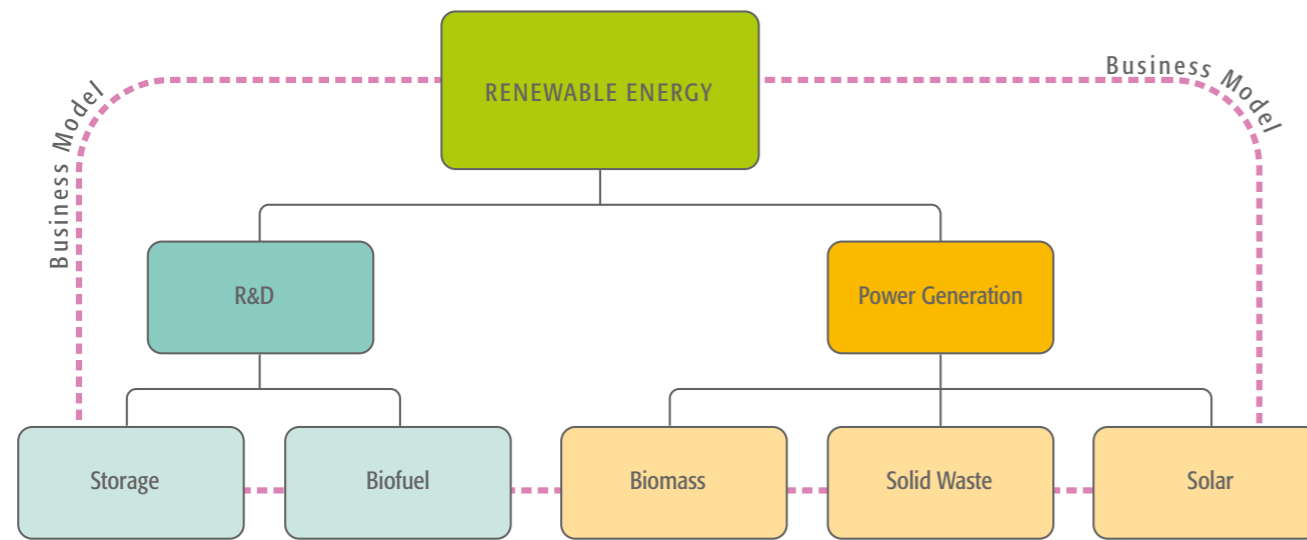 RENEWABLE ENERGY
Business Model
Business Model
R&D
Power Generation
Storage
Biofuel
Biomass
Solid Waste
Solar